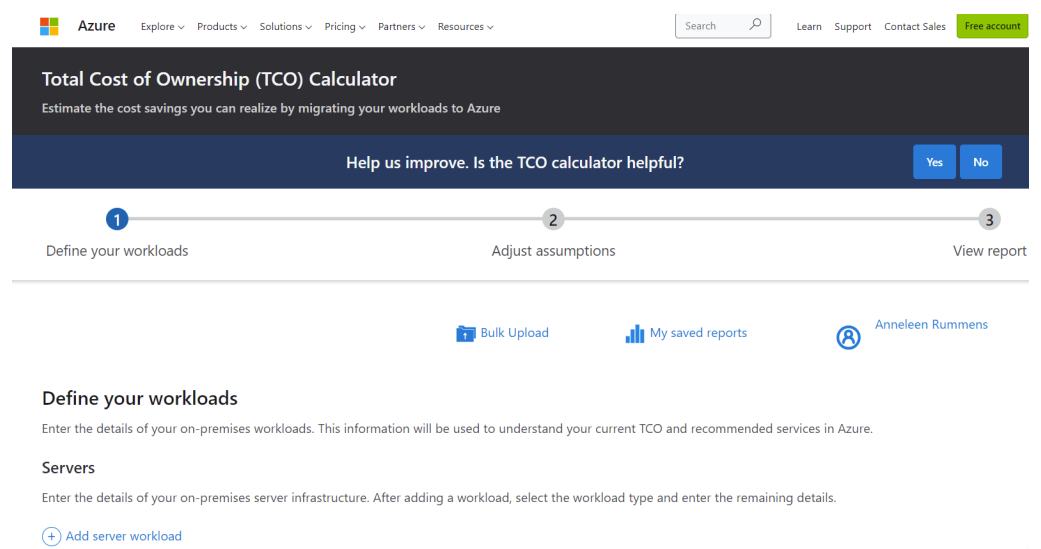 Azure Explore Products Solutions Pricing Partners Resources Search Learn Support Contact Sales Free account
Total Cost of Ownership (TCO) Calculator
Estimate the cost savings you can realize by migrating your workloads to Azure
Help us improve. Is the TCO calculator helpful? Yes No
1 2 3
Define your workloads Adjust assumptions View report
Bulk Upload My saved reports Anneleen Rummens
Define your workloads
Enter the details of your on-premises workloads. This information will be used to understand your current TCO and recommended services in Azure.
Servers
Enter the details of your on-premises server infrastructure. After adding a workload, select the workload type and enter the remaining details.
Add server workload